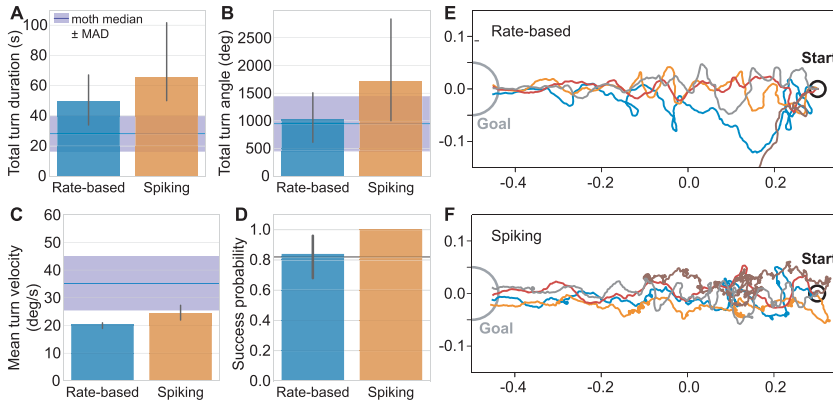 A
Total turn duration (s)
100
80
60
40
20
0
moth median
± MAD
Rate-based
Spiking
B
Total turn angle (deg)
2500
2000
1500
1000
500
0
Rate-based
Spiking
C
Mean turn velocity
(deg/s)
60
50
40
30
20
10
0
Rate-based
Spiking
D
Success probability
1.0
0.8
0.6
0.4
0.2
0.0
Rate-based
Spiking
E
Rate-based
0.1
0.0
-0.1
Start
Goal
-0.4
-0.2
0.0
0.2
F
Spiking
0.1
0.0
-0.1
Start
Goal
-0.4
-0.2
0.0
0.2